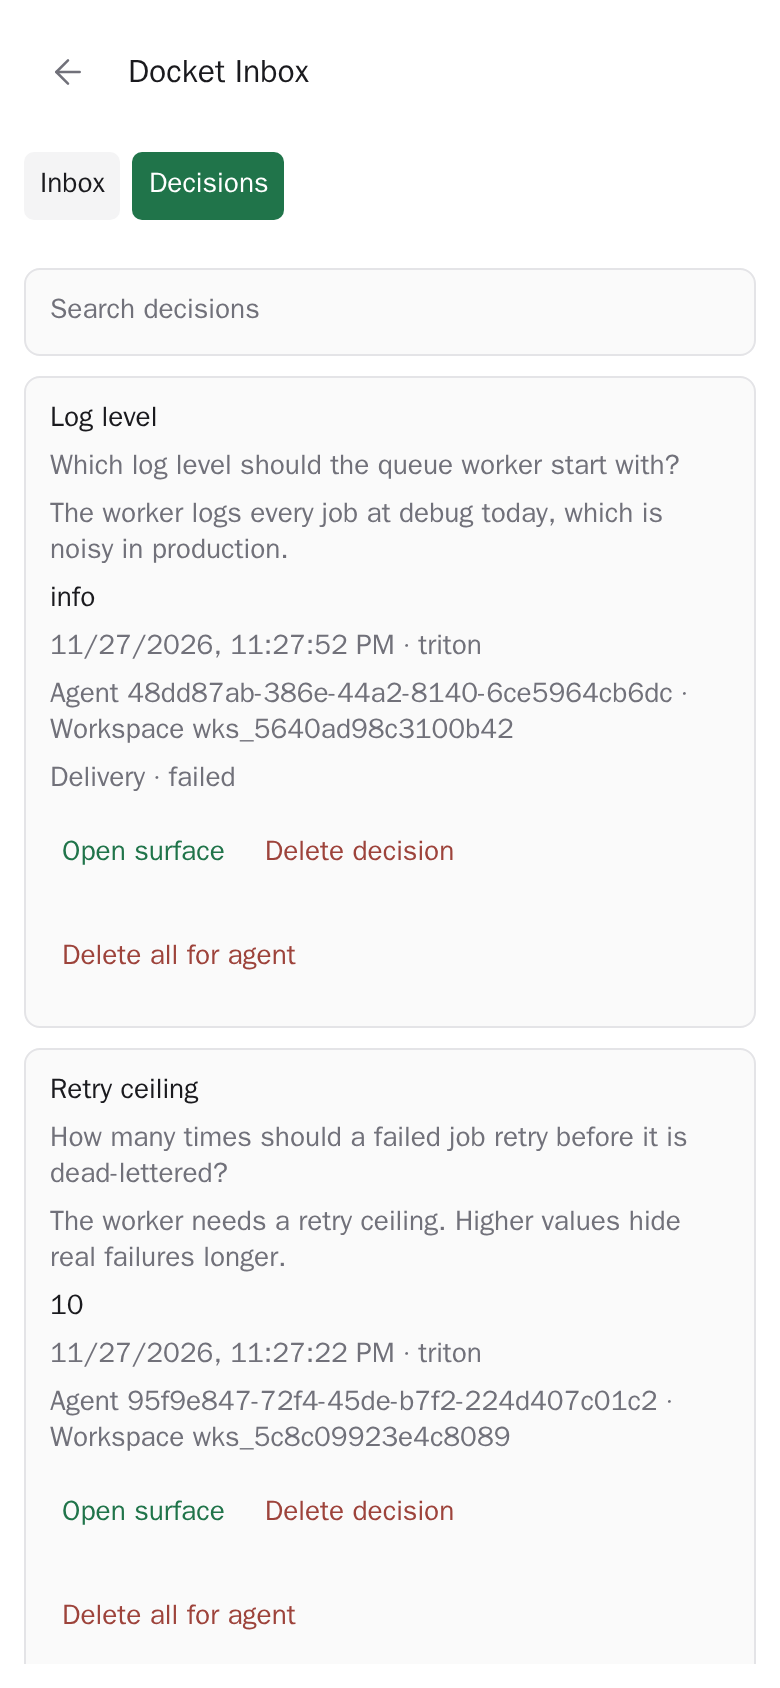 Docket Inbox
Inbox
Decisions
Search decisions
Log level
Which log level should the queue worker start with?
The worker logs every job at debug today, which is
noisy in production.
info
11/27/2026, 11:27:52 PM · triton
Agent 48dd87ab-386e-44a2-8140-6ce5964cb6dc ·
Workspace wks_5640ad98c3100b42
Delivery · failed
Open surface
Delete decision
Delete all for agent
Retry ceiling
How many times should a failed job retry before it is
dead-lettered?
The worker needs a retry ceiling. Higher values hide
real failures longer.
10
11/27/2026, 11:27:22 PM · triton
Agent 95f9e847-72f4-45de-b7f2-224d407c01c2 ·
Workspace wks_5c8c09923e4c8089
Open surface
Delete decision
Delete all for agent